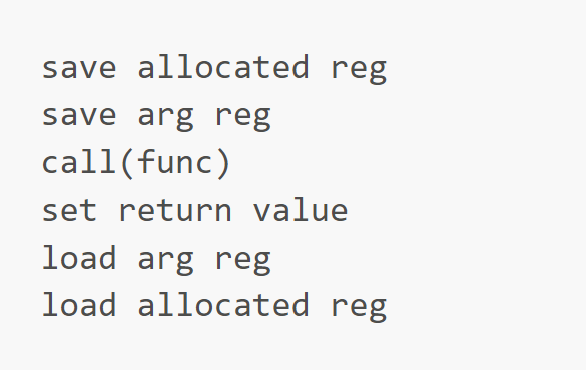 save allocated reg
save arg reg
call(func)
set return value
load arg reg
load allocated reg